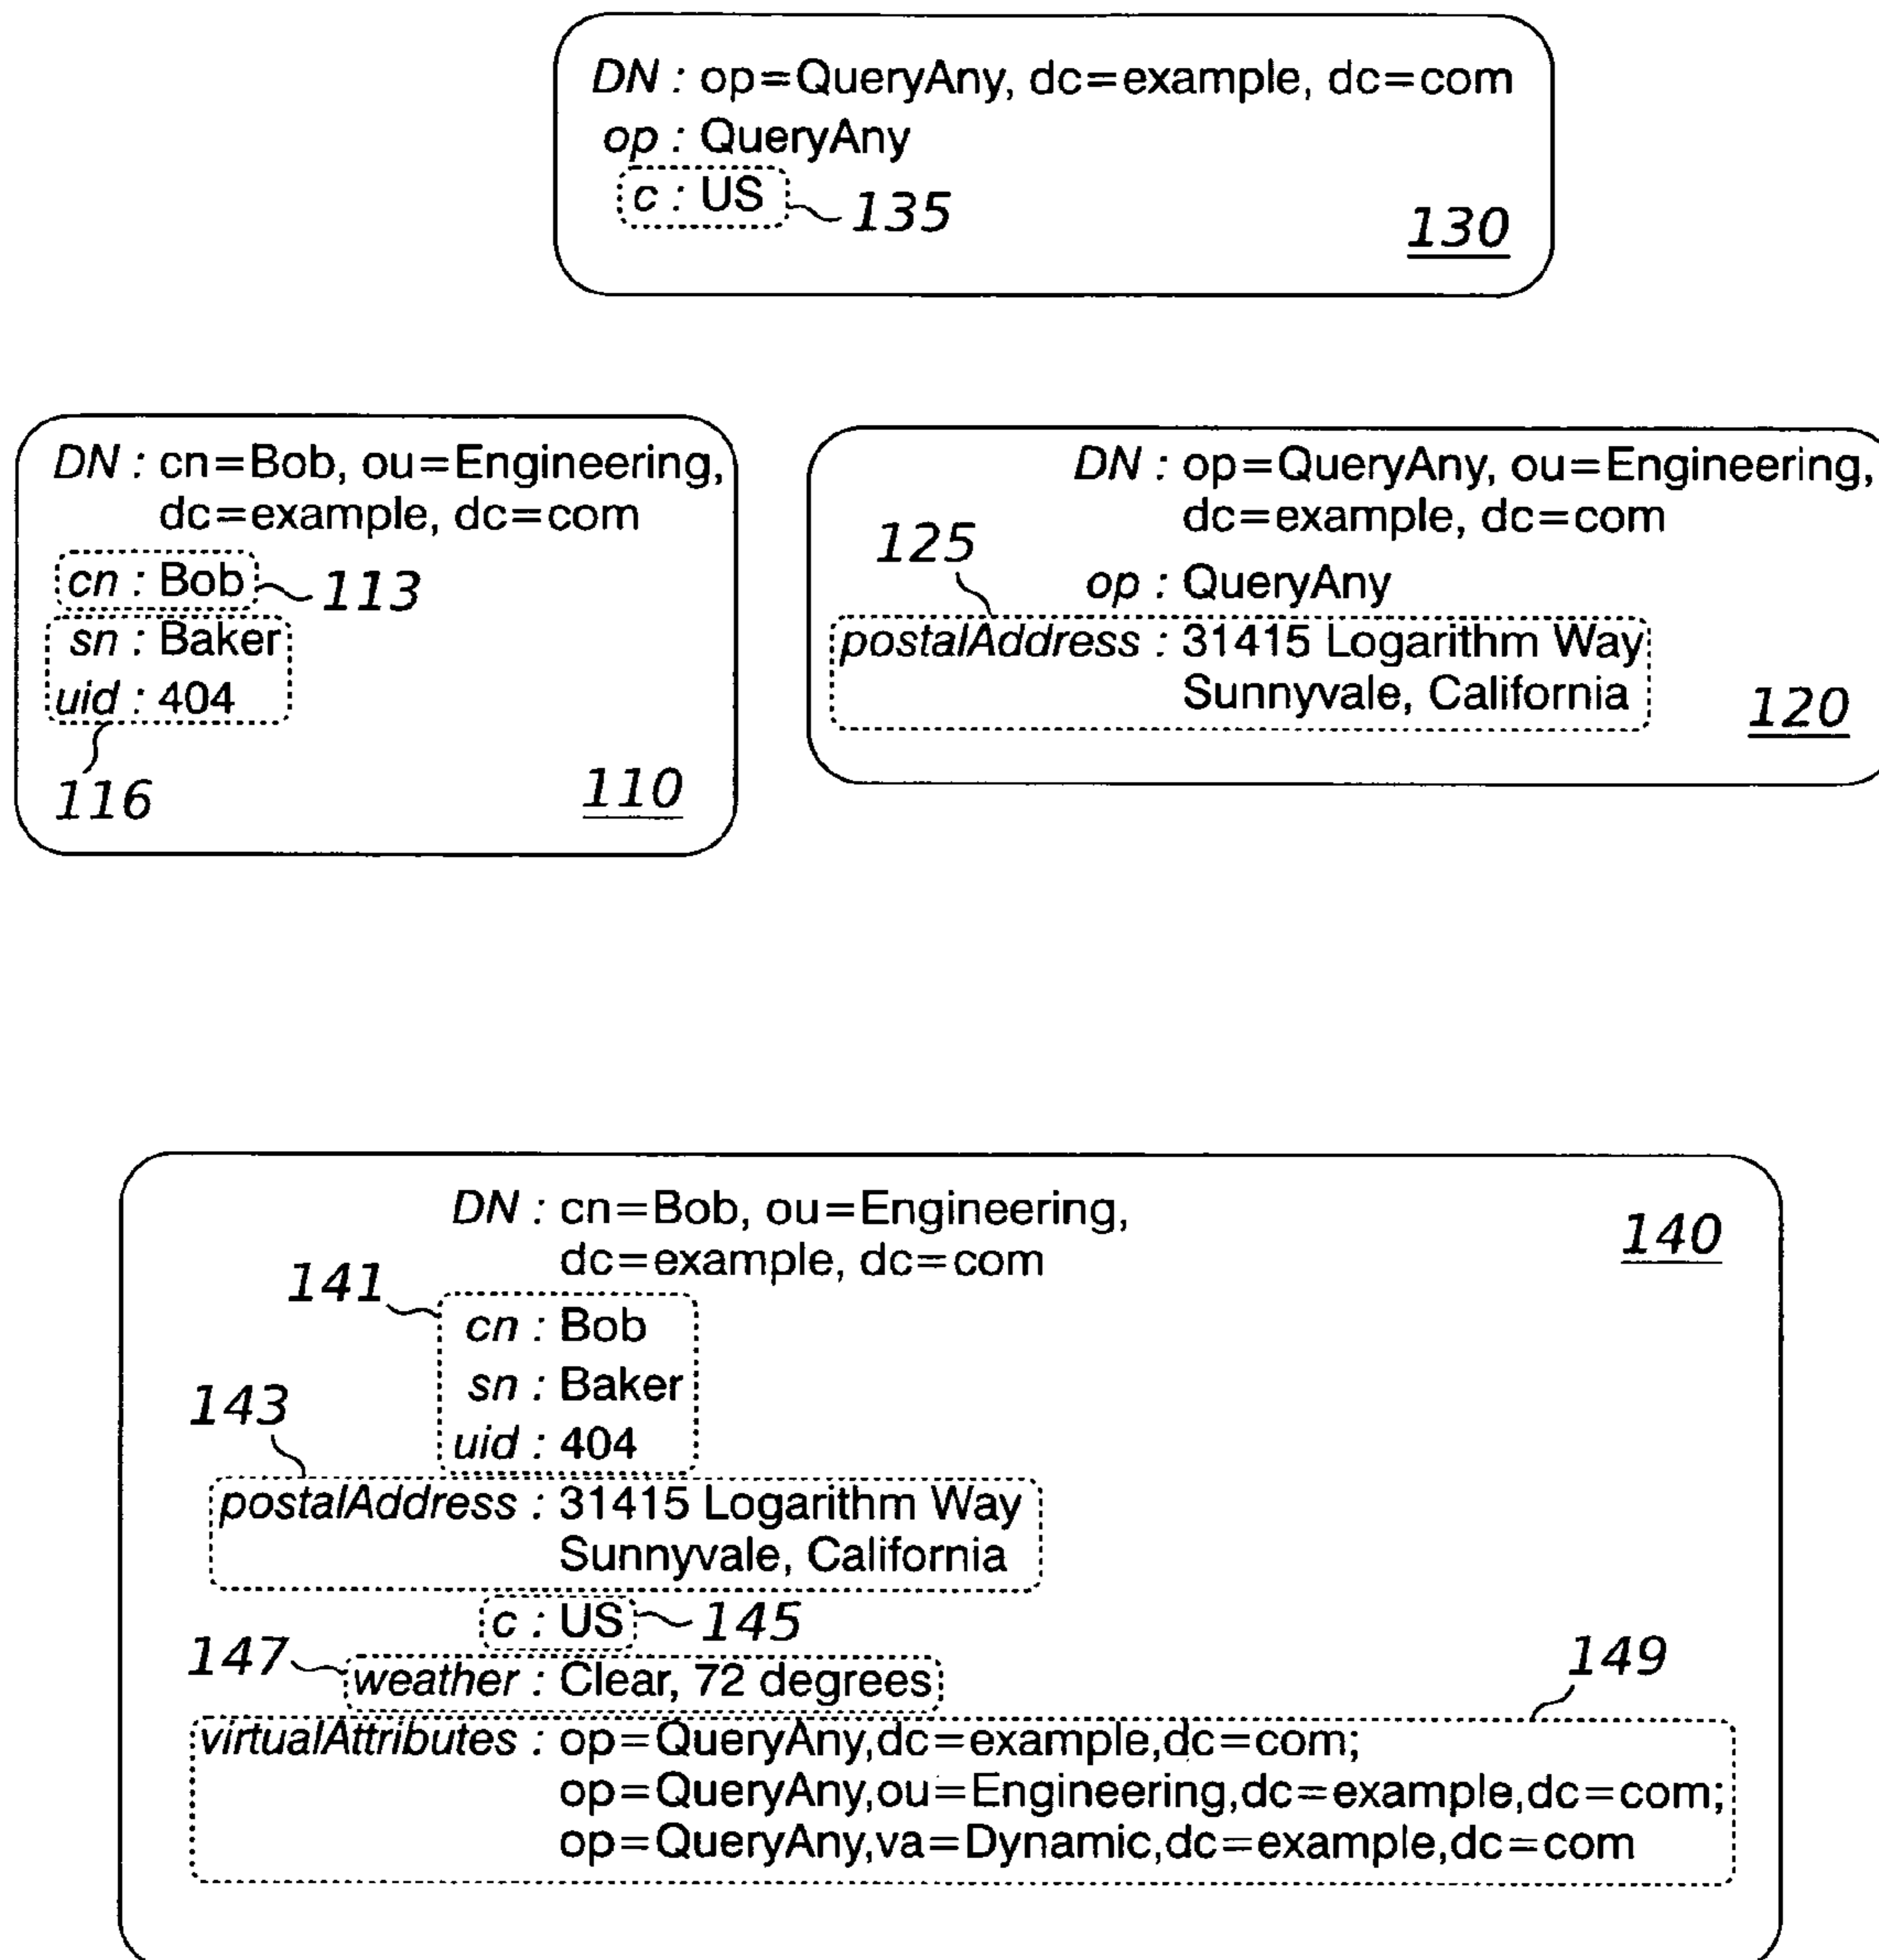 DN : op=QueryAny, dc=example, dc=com
op : QueryAny
c : US
135
130
DN : cn=Bob, ou=Engineering,
dc=example, dc=com
cn : Bob
113
sn : Baker
uid : 404
116
110
DN : op=QueryAny, ou=Engineering,
dc=example, dc=com
125
op : QueryAny
postalAddress : 31415 Logarithm Way
Sunnyvale, California
120
DN : cn=Bob, ou=Engineering,
dc=example, dc=com
140
141
cn : Bob
sn : Baker
143
uid : 404
postalAddress : 31415 Logarithm Way
Sunnyvale, California
c : US
145
147
weather : Clear, 72 degrees
149
virtualAttributes : op=QueryAny,dc=example,dc=com;
op=QueryAny,ou=Engineering,dc=example,dc=com;
op=QueryAny,va=Dynamic,dc=example,dc=com